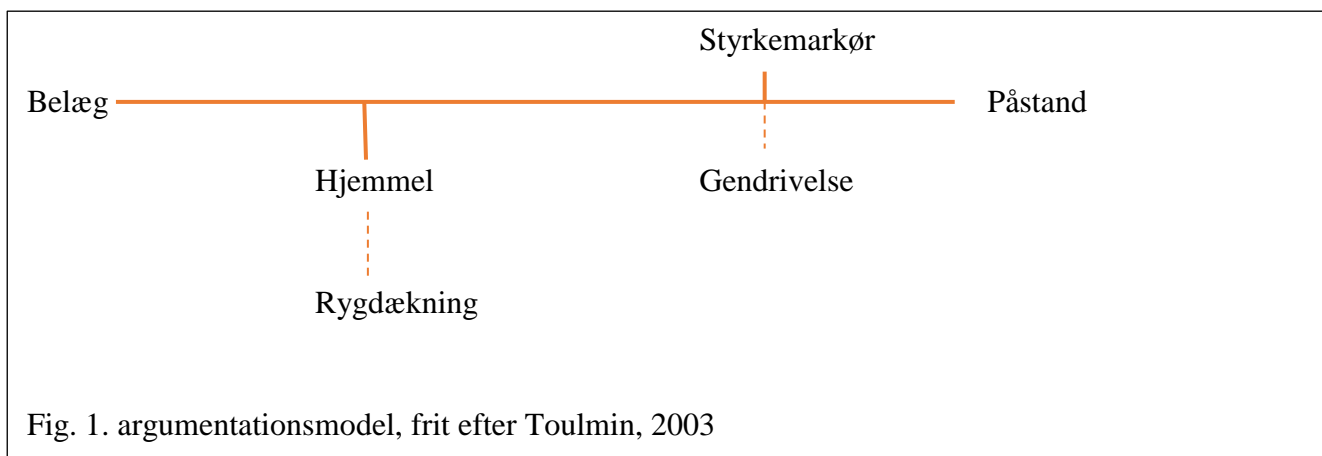 Styrkemarkør
Belæg Påstand
Hjemmel Gendrivelse
Rygdækning
Fig. 1. argumentationsmodel, frit efter Toulmin, 2003